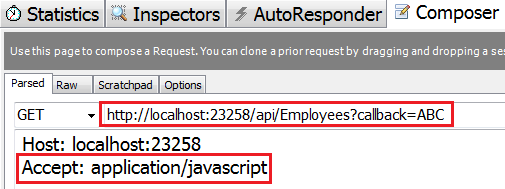 Statistics Inspectors AutoResponder Composer
Use this page to compose a Request. You can clone a prior request by dragging and dropping a se
Parsed Raw Scratchpad Options
GET http://localhost:23258/api/Employees?callback=ABC
Host: localhost:23258
Accept: application/javascript